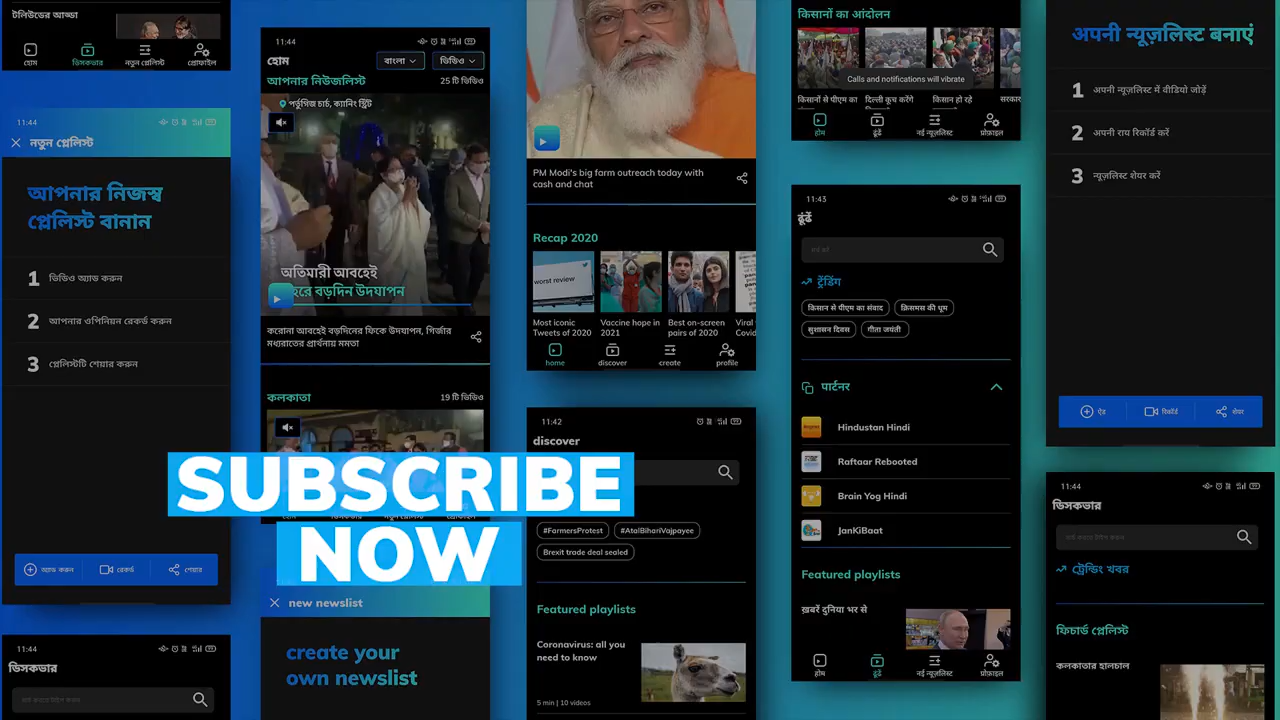 টলিউডের আড্ডা
হোম
ডিসকভার
নতুন প্লেলিস্ট
প্রোফাইল
11:44
নতুন প্লেলিস্ট
আপনার নিজস্ব
প্লেলিস্ট বানান
1 ভিডিও অ্যাড করুন
2 আপনার ওপিনিয়ন রেকর্ড করুন
3 প্লেলিস্টটি শেয়ার করুন
অ্যাড করুন
রেকর্ড
শেয়ার
11:44
ডিসকভার
11:44
হোম
বাংলা
ভিডিও
আপনার নিউজলিস্ট
25 টি ভিডিও
পর্তুগিজ চার্চ, ক্যানিং স্ট্রিট
অতিমারী আবহেই
হরে বড়দিন উদযাপন
করোনা আবহেই বড়দিনের ফিকে উদযাপন, গির্জার
মধ্যরাতের প্রার্থনায় মমতা
কলকাতা
19 টি ভিডিও
SUBSCRIBE
NOW
new newslist
create your
own newslist
PM Modi's big farm outreach today with
cash and chat
Recap 2020
worst review
Most iconic
Tweets of 2020
Vaccine hope in
2021
Best on-screen
pairs of 2020
Viral
Covid
home
discover
create
profile
11:42
discover
#FarmersProtest
#AtalBihariVajpayee
Brexit trade deal sealed
Featured playlists
Coronavirus: all you
need to know
5 min | 10 videos
किसानों का आंदोलन
Calls and notifications will vibrate
किसानों से पीएम का
दिल्ली कूच करेंगे
किसान हो रहे
सरकार
होम
ढूंढें
नई न्यूज़लिस्ट
प्रोफ़ाइल
11:43
ढूंढें
सर्च करें
ट्रेंडिंग
किसान से पीएम का संवाद
क्रिसमस की धूम
सुशासन दिवस
गीता जयंती
पार्टनर
Hindustan Hindi
Raftaar Rebooted
Brain Yog Hindi
JanKiBaat
Featured playlists
ख़बरें दुनिया भर से
होम
ढूंढें
नई न्यूज़लिस्ट
प्रोफ़ाइल
अपनी न्यूज़लिस्ट बनाएं
1 अपनी न्यूज़लिस्ट में वीडियो जोड़ें
2 अपनी राय रिकॉर्ड करें
3 न्यूज़लिस्ट शेयर करें
ऐड
रिकॉर्ड
शेयर
11:44
ডিসকভার
ট্রেন্ডিং খবর
ফিচার্ড প্লেলিস্ট
কলকাতার হালচাল